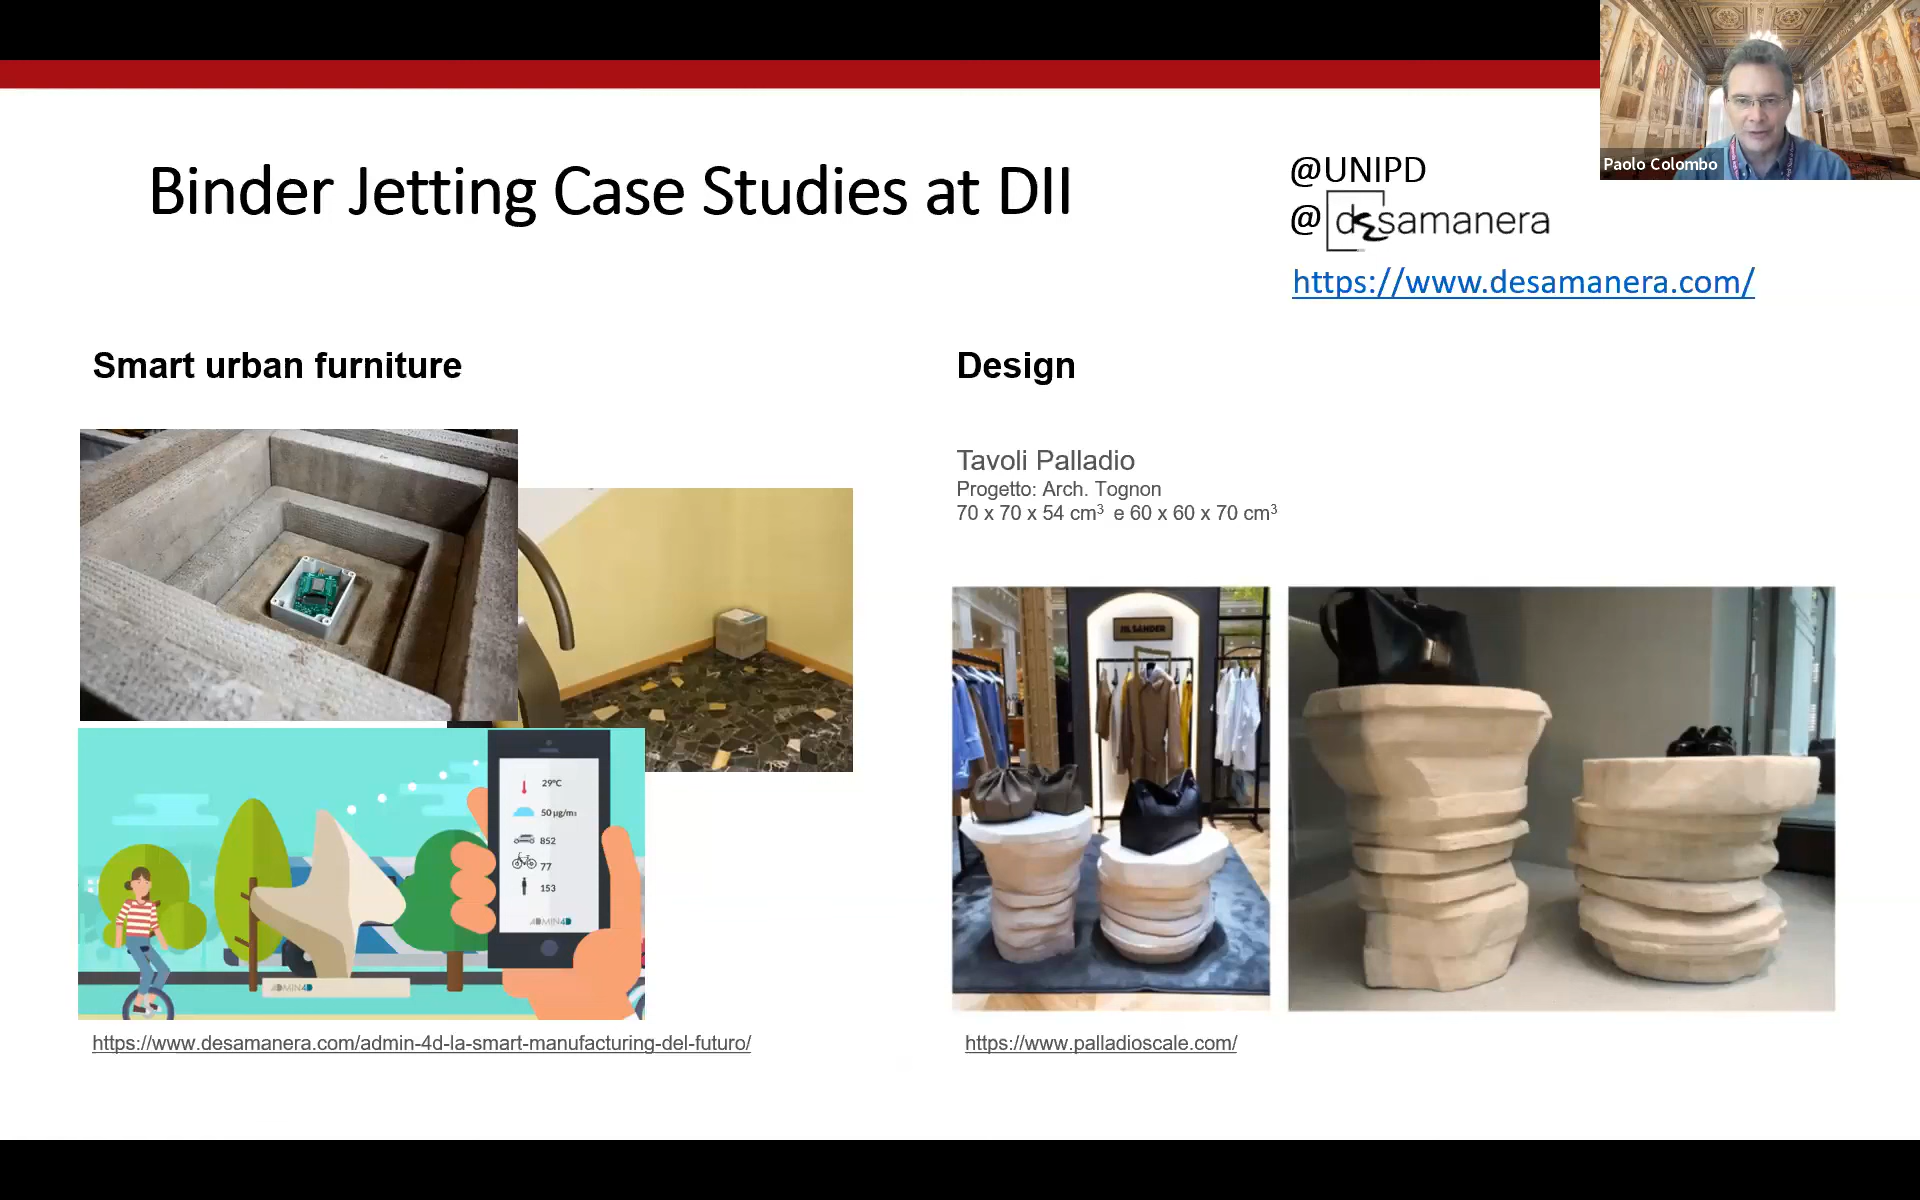 Paolo Colombo
Binder Jetting Case Studies at DII
@UNIPD
@desamanera
https://www.desamanera.com/
Smart urban furniture
Design
Tavoli Palladio
Progetto: Arch. Tognon
70 x 70 x 54 cm³ e 60 x 60 x 70 cm³
JIL SANDER
29°C
50 µg/m³
852
77
153
ADMIN4D
ADMIN4D
https://www.desamanera.com/admin-4d-la-smart-manufacturing-del-futuro/
https://www.palladioscale.com/